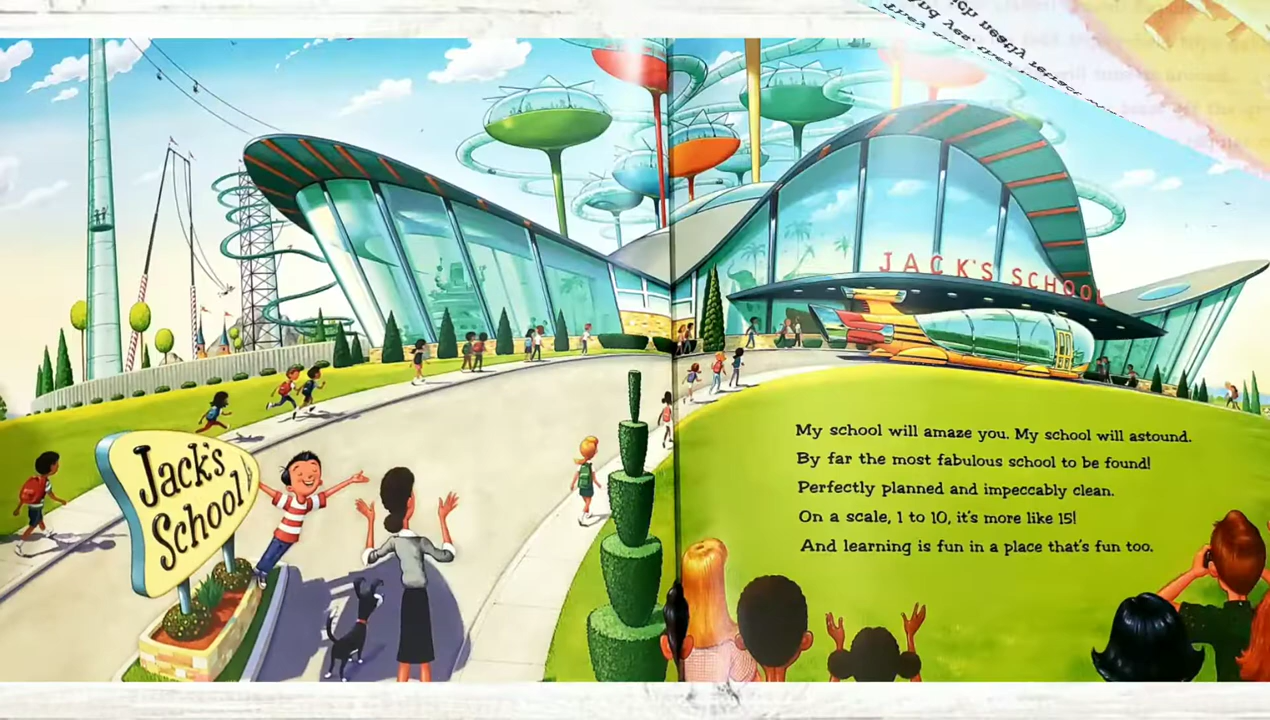 Jack's
School
JACK'S SCHOOL
My school will amaze you. My school will astound.
By far the most fabulous school to be found!
Perfectly planned and impeccably clean.
On a scale, 1 to 10, it's more like 15!
And learning is fun in a place that's fun too.